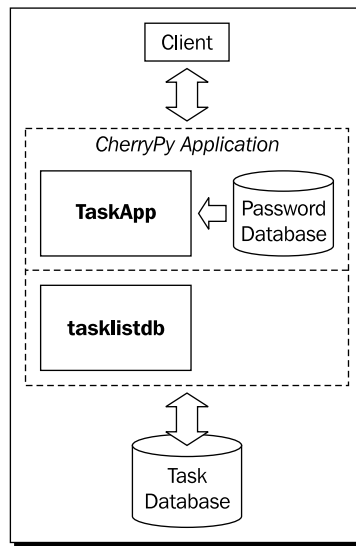 Client
CherryPy Application
TaskApp
Password
Database
tasklistdb
Task
Database